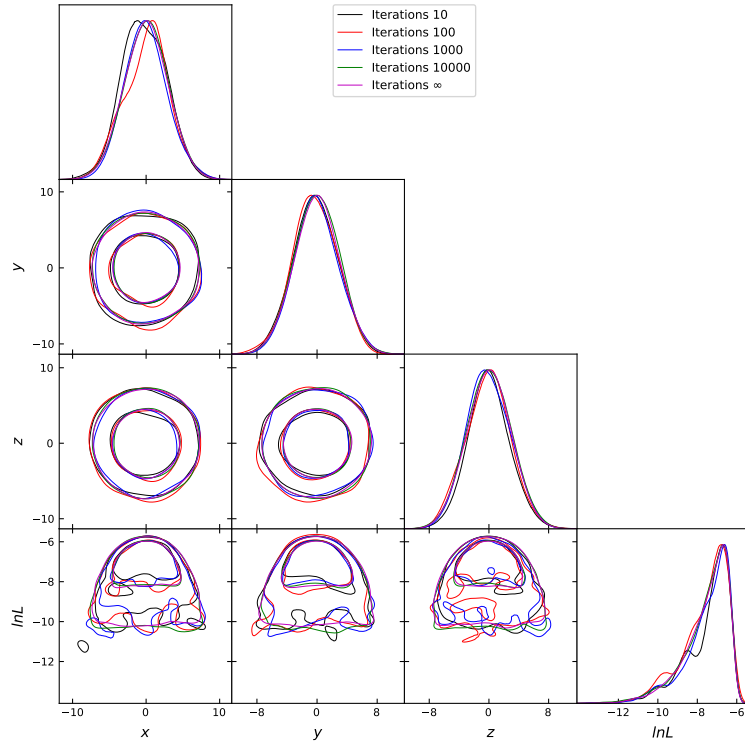 Iterations 10
Iterations 100
Iterations 1000
Iterations 10000
Iterations ∞
10
0
−10
y
10
0
−10
z
−6
−8
−10
−12
lnL
−10 0 10
−8 0 8
−8 0 8
−12 −10 −8 −6
x y z lnL